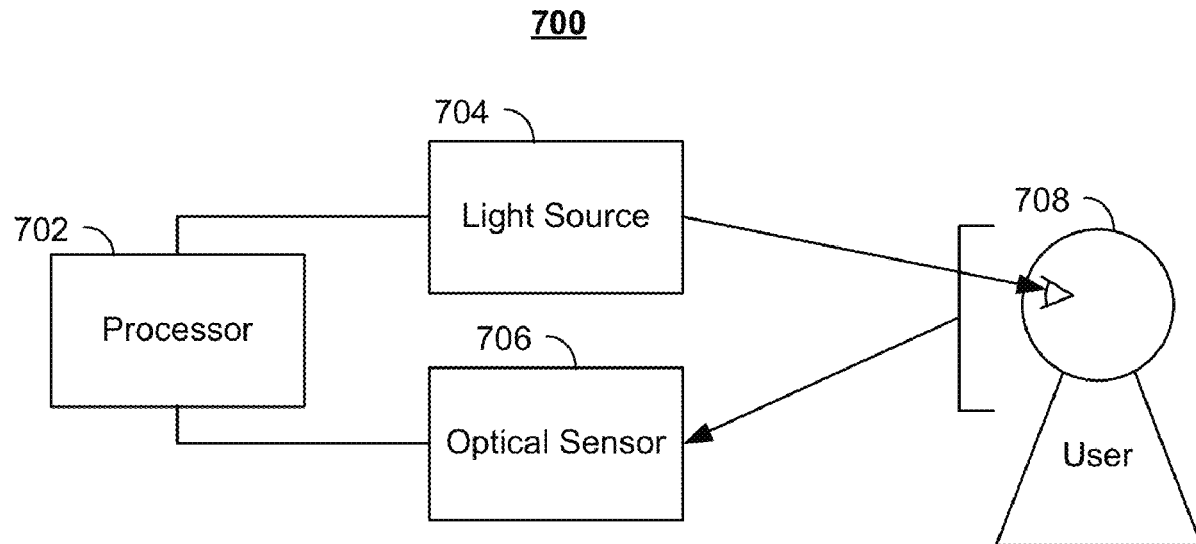 700
704
Light Source
708
702
Processor
706
Optical Sensor
User